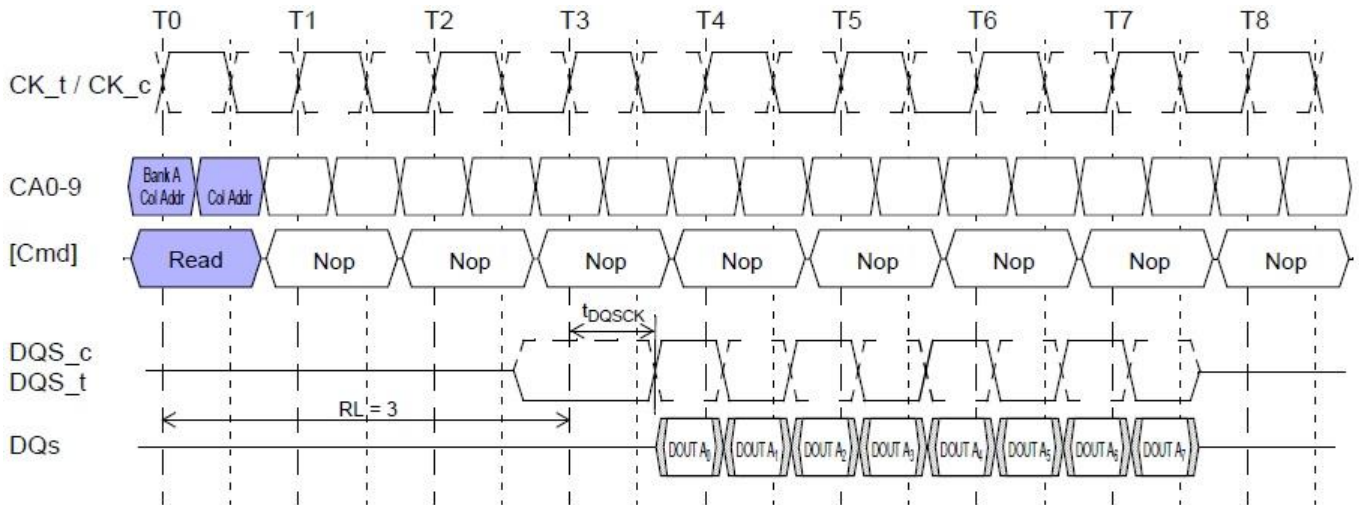 T0 T1 T2 T3 T4 T5 T6 T7 T8
CK_t / CK_c
CA0-9
Bank A
Col Addr
Col Addr
[Cmd]
Read Nop Nop Nop Nop Nop Nop Nop Nop
tDQSCK
DQS_c
DQS_t
RL = 3
DQs
DOUT A0 DOUT A1 DOUT A2 DOUT A3 DOUT A4 DOUT A5 DOUT A6 DOUT A7